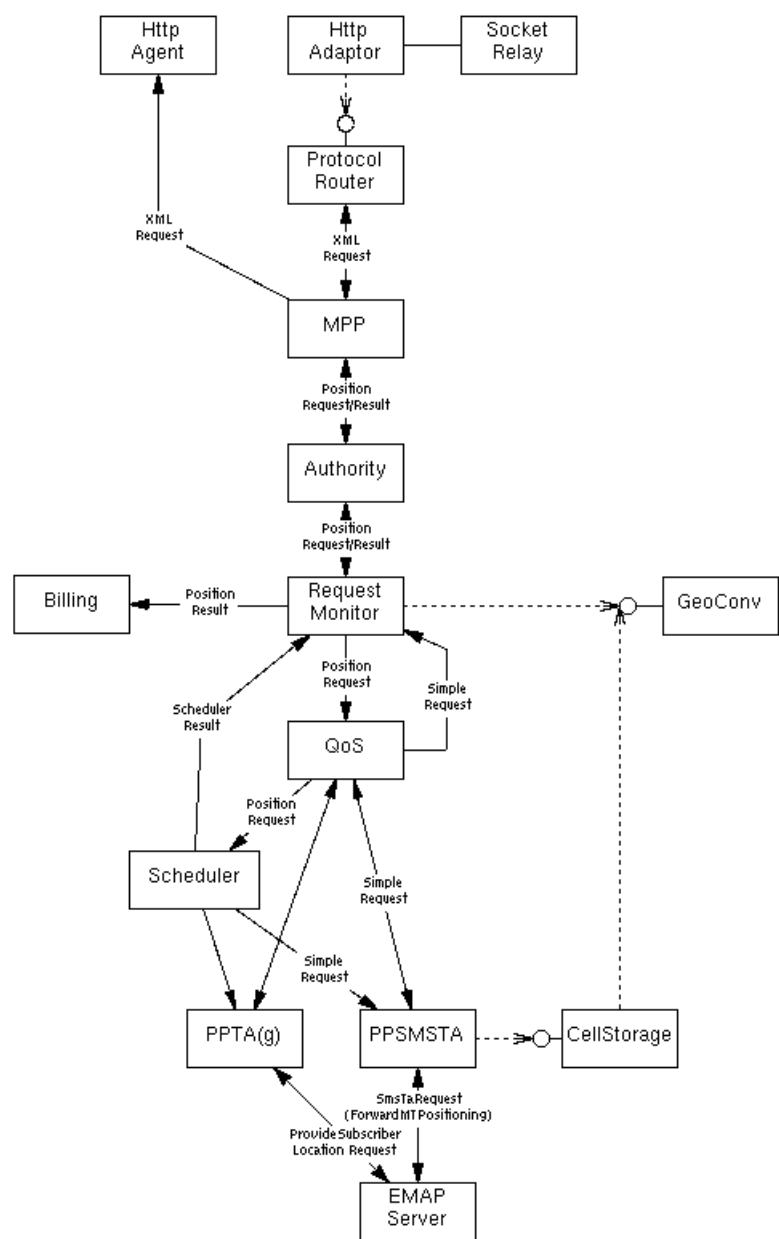 Http
Agent
Http
Adaptor
Socket
Relay
Protocol
Router
XML
Request
XML
Request
MPP
Position
Request/Result
Authority
Position
Request/Result
Billing
Position
Result
Request
Monitor
GeoConv
Position
Request
Simple
Request
Scheduler
Result
QoS
Position
Request
Scheduler
Simple
Request
Simple
Request
PPTA(g)
PPSMSTA
CellStorage
SmsTaRequest
(ForwardMTPositioning)
ProvideSubscriber
Location Request
EMAP
Server